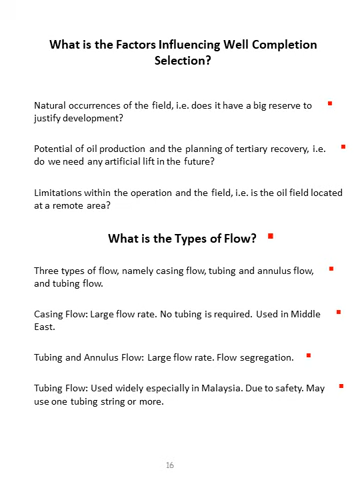 What is the Factors Influencing Well Completion
Selection?
Natural occurrences of the field, i.e. does it have a big reserve to
justify development?
Potential of oil production and the planning of tertiary recovery, i.e.
do we need any artificial lift in the future?
Limitations within the operation and the field, i.e. is the oil field located
at a remote area?
What is the Types of Flow?
Three types of flow, namely casing flow, tubing and annulus flow,
and tubing flow.
Casing Flow: Large flow rate. No tubing is required. Used in Middle
East.
Tubing and Annulus Flow: Large flow rate. Flow segregation.
Tubing Flow: Used widely especially in Malaysia. Due to safety. May
use one tubing string or more.
16